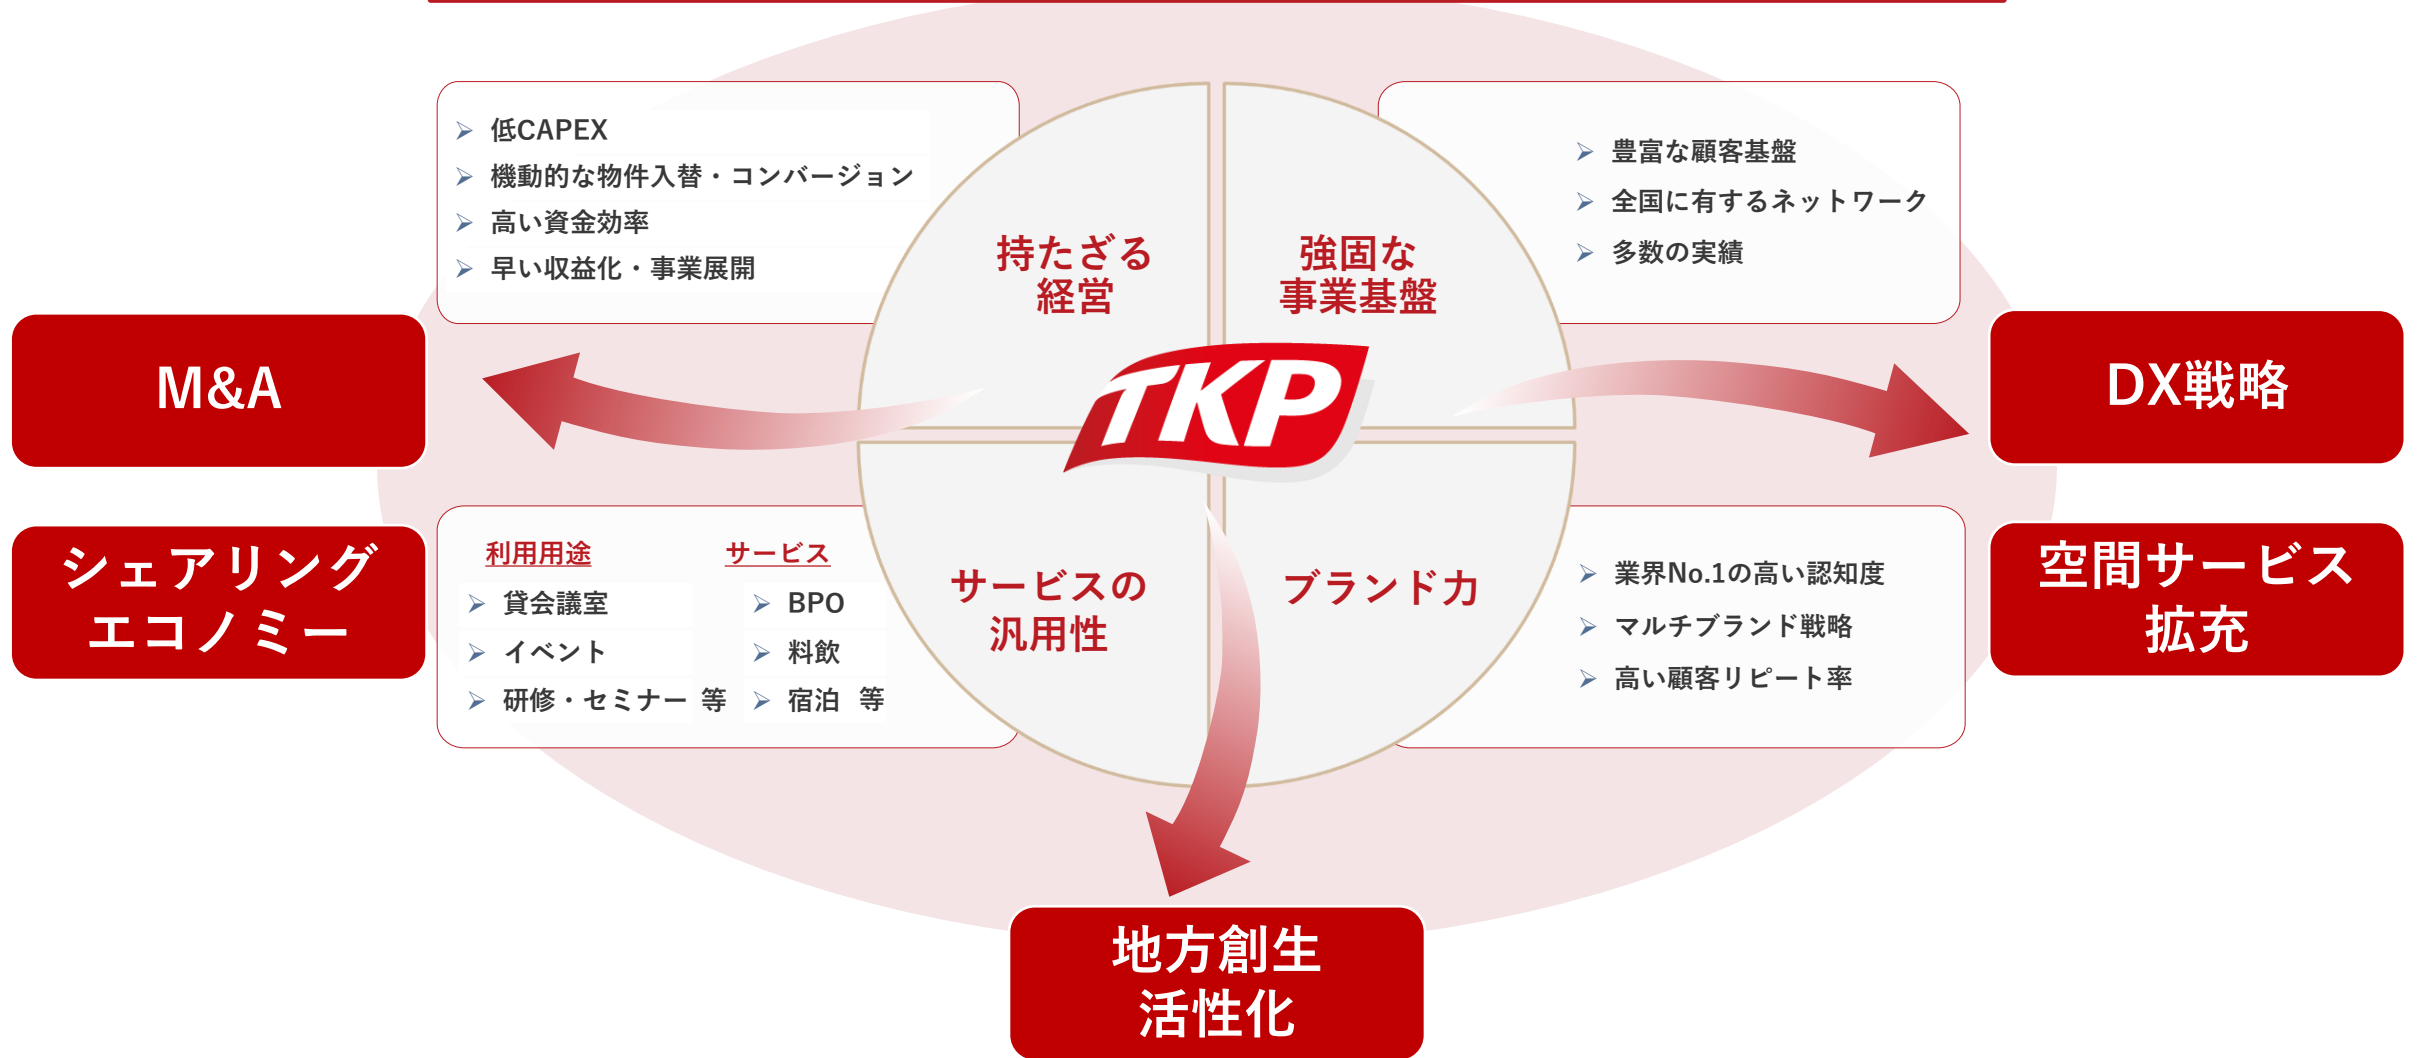 低CAPEX
機動的な物件入替・コンバージョン
高い資金効率
早い収益化・事業展開
持たざる
経営
強固な
事業基盤
豊富な顧客基盤
全国に有するネットワーク
多数の実績
TKP
M&A
DX戦略
シェアリング
エコノミー
利用用途
貸会議室
イベント
研修・セミナー 等
サービス
BPO
料飲
宿泊 等
サービスの
汎用性
ブランド力
業界No.1の高い認知度
マルチブランド戦略
高い顧客リピート率
空間サービス
拡充
地方創生
活性化